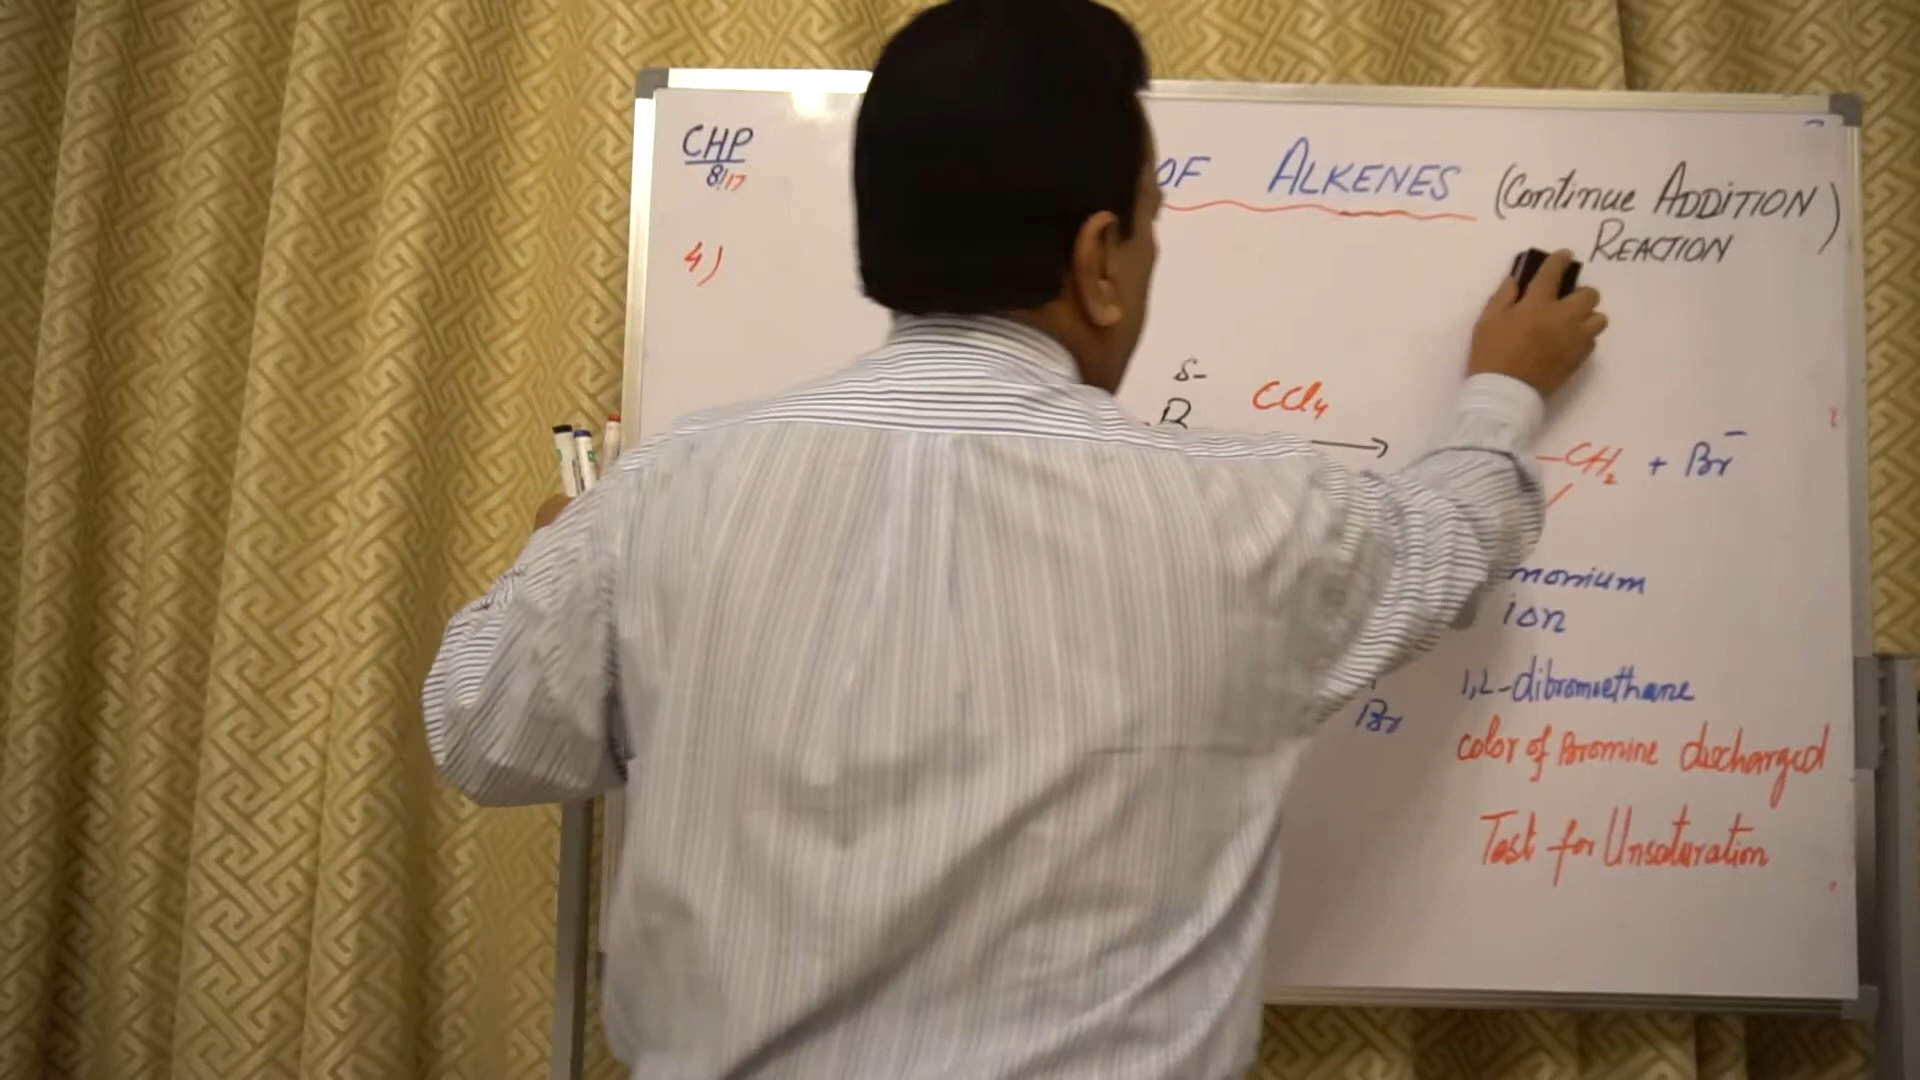 CHP
8/17
OF ALKENES (Continue ADDITION)
REACTION
4)
δ-
CCl4
CH2 + Br-
monium
ion
1,2-dibromoethane
Br
Color of Bromine discharged
Test for Unsaturation